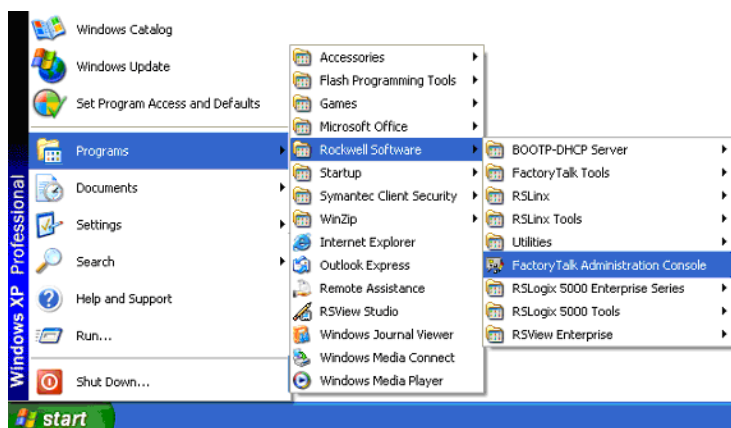 Windows Catalog
Windows Update
Set Program Access and Defaults
Programs
Documents
Settings
Search
Help and Support
Run...
Shut Down...
Windows XP Professional
start
Accessories
Flash Programming Tools
Games
Microsoft Office
Rockwell Software
Startup
Symantec Client Security
WinZip
Internet Explorer
Outlook Express
Remote Assistance
RSView Studio
Windows Journal Viewer
Windows Media Connect
Windows Media Player
BOOTP-DHCP Server
FactoryTalk Tools
RSLinx
RSLinx Tools
Utilities
FactoryTalk Administration Console
RSLogix 5000 Enterprise Series
RSLogix 5000 Tools
RSView Enterprise